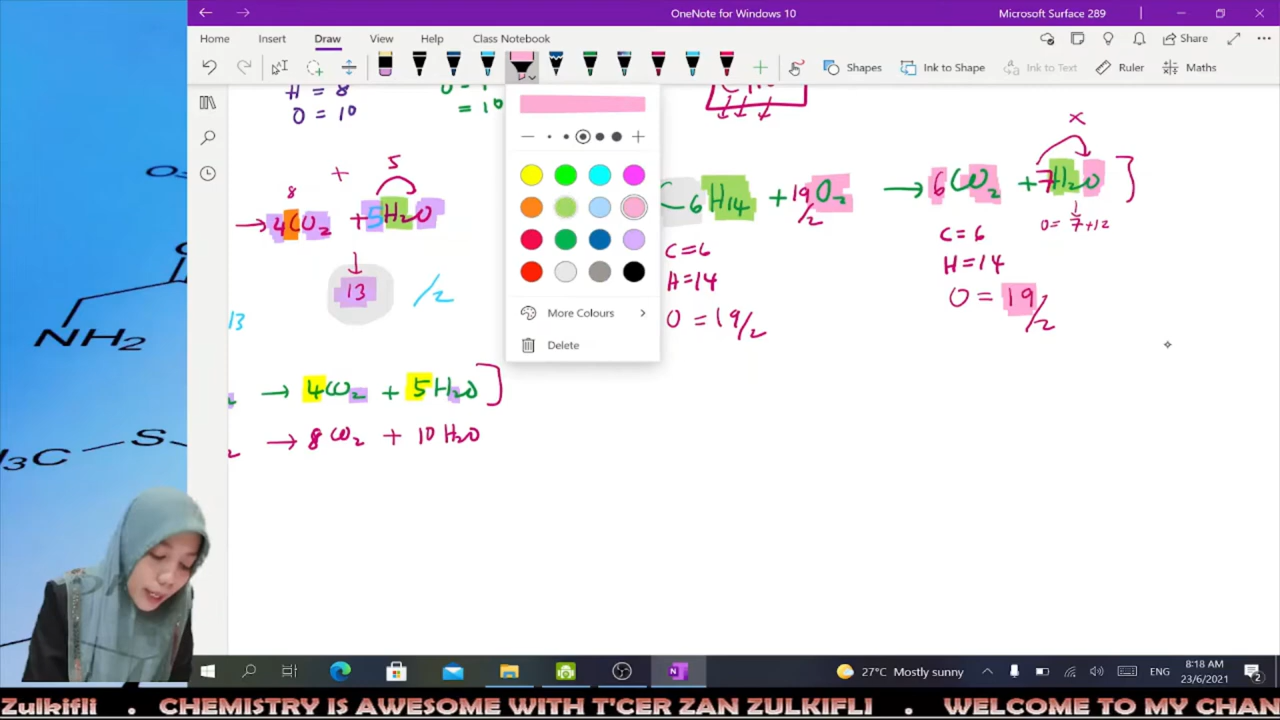 OneNote for Windows 10
Microsoft Surface 289
Home
Insert
Draw
View
Help
Class Notebook
Share
Shapes
Ink to Shape
Ink to Text
Ruler
Maths
H = 8
O = 10
= 10
8
+
5
→ 4CO2 + 5H2O
13
/2
13
→ 4CO2 + 5H2O ]
→ 8CO2 + 10H2O
More Colours
Delete
x
C6H14 + 19/2 O2 → 6CO2 + 7H2O ]
O = 7+12
C = 6
H = 14
O = 19/2
C = 6
H = 14
O = 19/2
NH2
H3C
S
27°C Mostly sunny
ENG
8:18 AM
23/6/2021
2
Zulkifli . CHEMISTRY IS AWESOME WITH T'CER ZAN ZULKIFLI . WELCOME TO MY CHAN